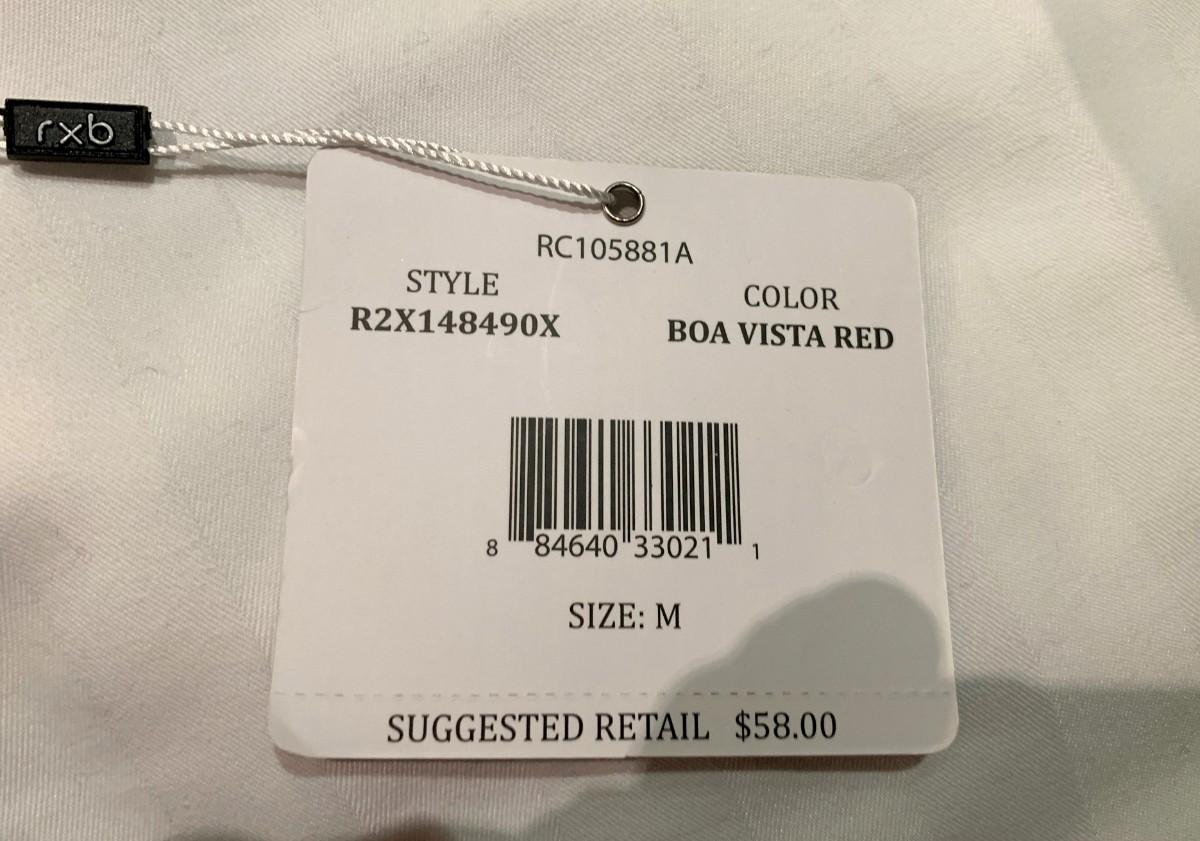 rxb
RC105881A
STYLE
R2X148490X
COLOR
BOA VISTA RED
8 84640 33021 1
SIZE: M
SUGGESTED RETAIL $58.00